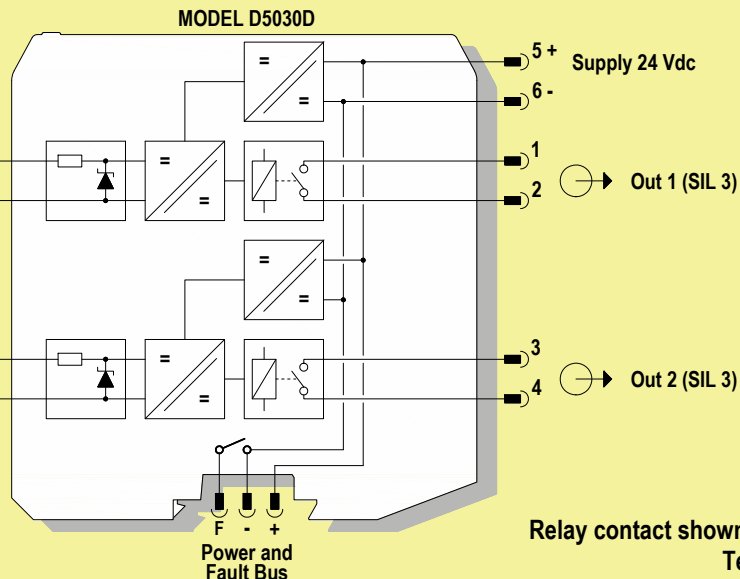 MODEL D5030D
5 +
Supply 24 Vdc
6 -
=
=
1
=
=
2
Out 1 (SIL 3)
=
=
3
=
=
4
Out 2 (SIL 3)
F - +
Power and
Fault Bus
Relay contact shown
Te